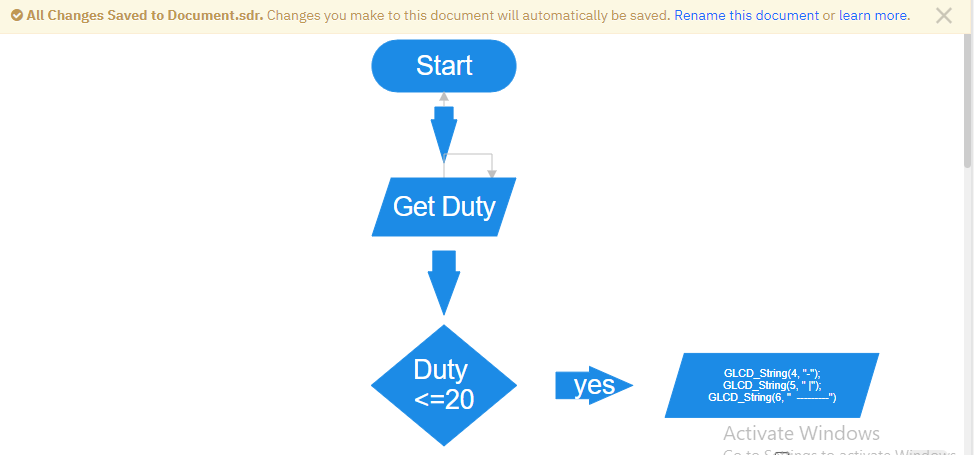 All Changes Saved to Document.sdr. Changes you make to this document will automatically be saved. Rename this document or learn more.
Start
Get Duty
Duty
<=20
yes
GLCD_String(4, "-");
GLCD_String(5, " |");
GLCD_String(6, " ———")
Activate Windows
Go to Settings to activate Windows.